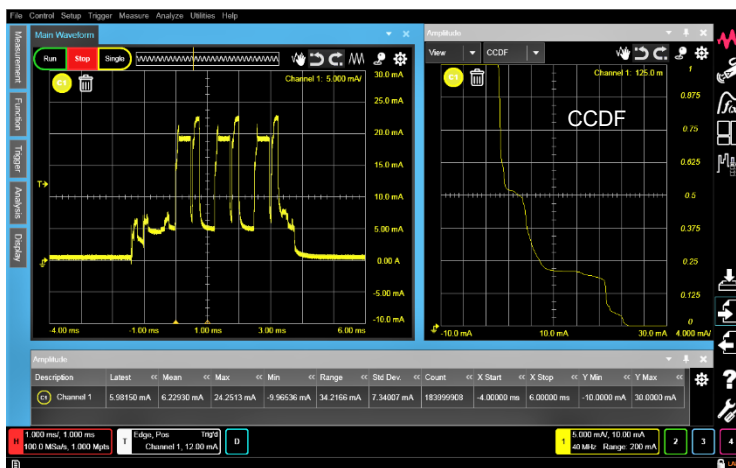 File Control Setup Trigger Measure Analyze Utilities Help
Measurement
Function
Trigger
Analysis
Display
Main Waveform
Run Stop Single
C1
Channel 1: 5.000 mV/
30.0 mA
25.0 mA
20.0 mA
15.0 mA
10.0 mA
5.00 mA
0.00 A
-5.00 mA
-10.0 mA
T
-4.00 ms -1.00 ms 1.00 ms 3.00 ms 6.00 ms
Amplitude
View CCDF
C1
Channel 1: 125.0 m
1
0.875
CCDF
0.75
0.625
0.5
0.375
0.25
0.125
0
-10.0 mA 10.0 mA 30.0 mA 4.000 mA/
f(x)
?
Amplitude
Description Latest << Mean << Max << Min << Range << Std Dev. << Count << X Start << X Stop << Y Min << Y Max <<
C1 Channel 1 5.98150 mA 6.22930 mA 24.2513 mA -9.96536 mA 34.2166 mA 7.34007 mA 183999908 -4.00000 ms 6.00000 ms -10.0000 mA 30.0000 mA
H 1.000 ms/, 1.000 ms
100.0 MSa/s, 1.000 Mpts
T Edge, Pos Trig'd
Channel 1, 12.00 mA
D
1 5.000 mA/, 10.00 mA
40 MHz Range: 200 mA
2 3 4